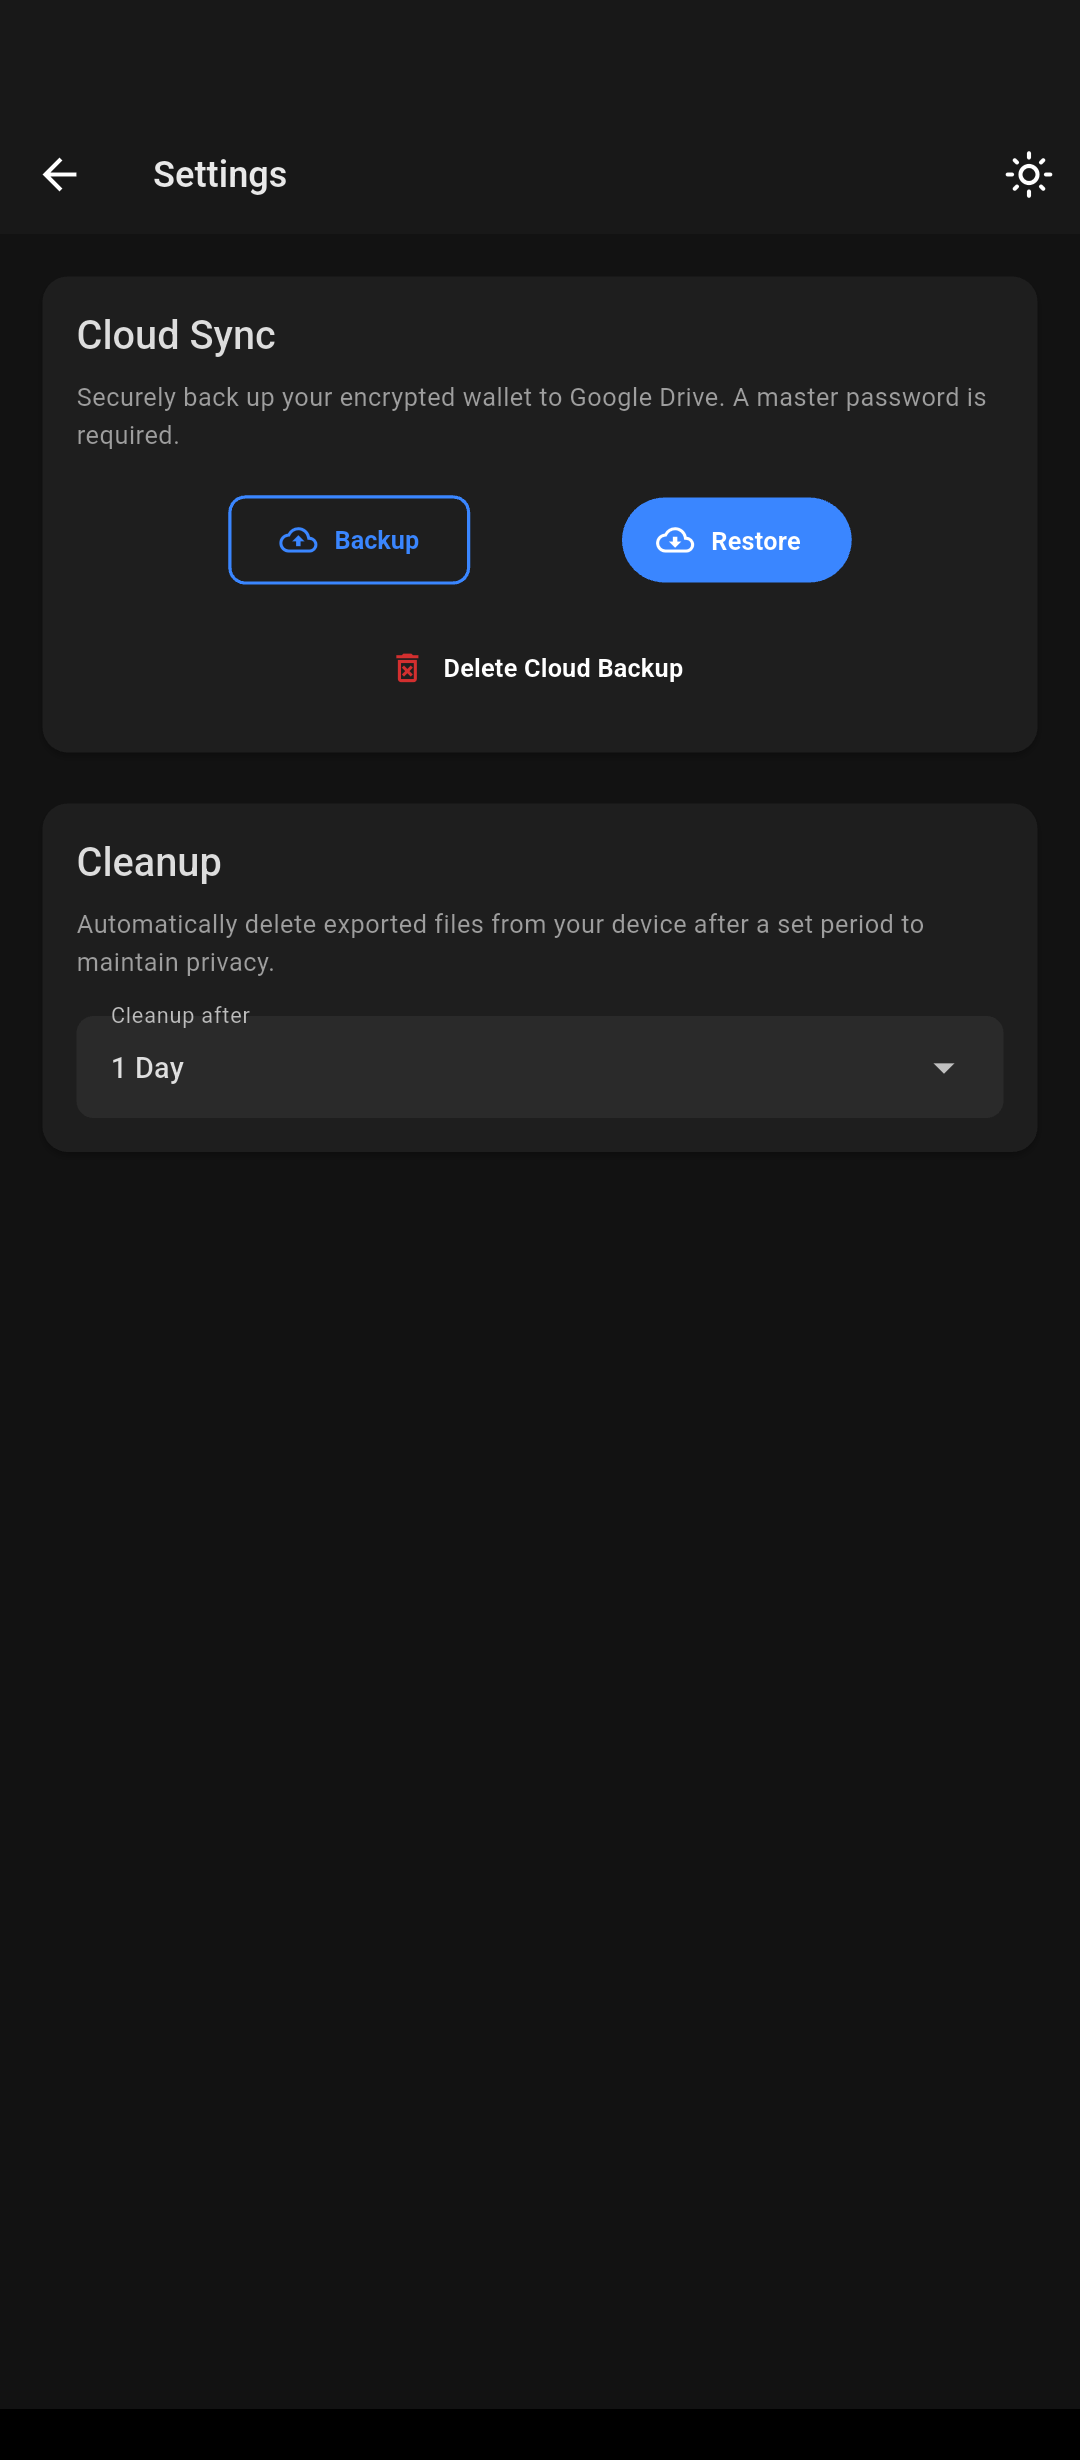 Settings
Cloud Sync
Securely back up your encrypted wallet to Google Drive. A master password is
required.
Backup
Restore
Delete Cloud Backup
Cleanup
Automatically delete exported files from your device after a set period to
maintain privacy.
Cleanup after
1 Day